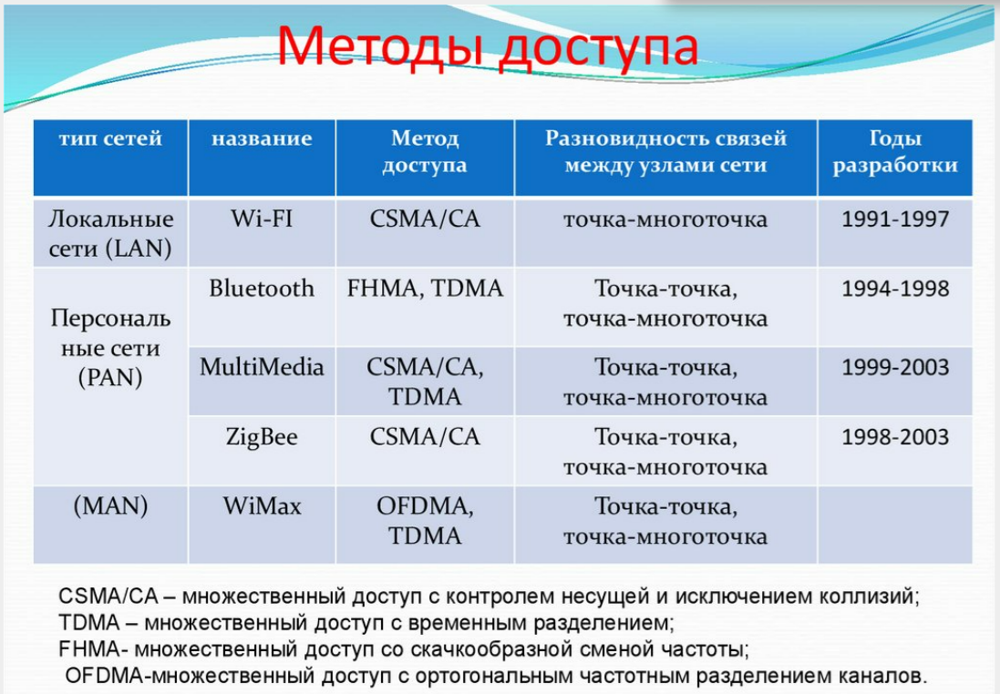 Методы доступа
тип сетей название Метод Разновидность связей Годы
доступа между узлами сети разработки
Локальные Wi-FI CSMA/CA точка-многоточка 1991-1997
сети (LAN)
Персональ
ные сети
(PAN)
Bluetooth FHMA, TDMA Точка-точка, 1994-1998
точка-многоточка
MultiMedia CSMA/CA, Точка-точка, 1999-2003
TDMA точка-многоточка
ZigBee CSMA/CA Точка-точка, 1998-2003
точка-многоточка
(MAN) WiMax OFDMA, Точка-точка,
TDMA точка-многоточка
CSMA/CA – множественный доступ с контролем несущей и исключением коллизий;
TDMA – множественный доступ с временным разделением;
FHMA- множественный доступ со скачкообразной сменой частоты;
OFDMA-множественный доступ с ортогональным частотным разделением каналов.